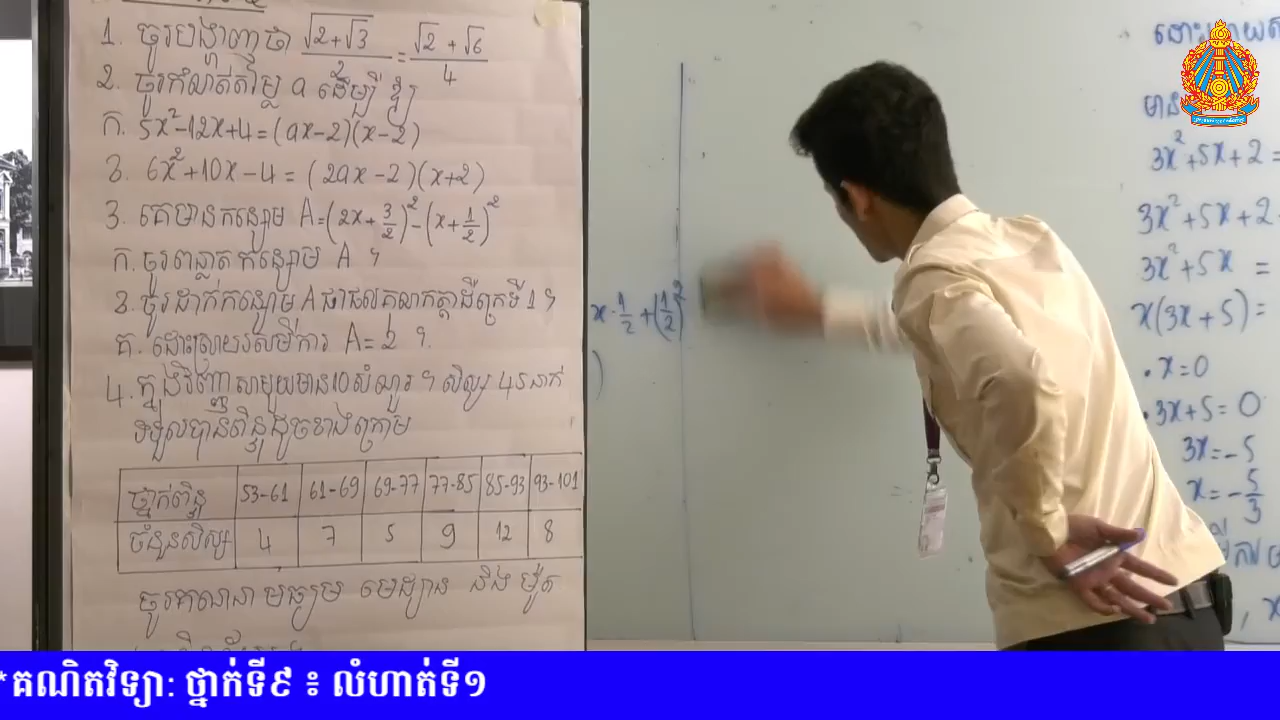 1. ចូរបង្ហាញថា √(2+√3)/2 = (√2+√6)/4
2. ចូរកំណត់តម្លៃ a ដើម្បីឱ្យ
ក. 5x²-12x+4=(ax-2)(x-2)
ខ. 6x²+10x-4=(2ax-2)(x+2)
3. គេមានកន្សោម A=(2x+3/2)²-(x+1/2)²
ក. ចូរពន្លាតកន្សោម A ។
ខ. ចូរដាក់កន្សោម A ជាផលគុណកត្តាដឺក្រេទី 1 ។
គ. ដោះស្រាយសមីការ A=2 ។
4. ក្នុងវិញ្ញាសាមួយមាន 10 សំណួរ ។ សិស្ស 45 នាក់
ទទួលបានពិន្ទុដូចខាងក្រោម
ថ្នាក់ពិន្ទុ 53-61 61-69 69-77 77-85 85-93 93-101
ចំនួនសិស្ស 4 7 5 9 12 8
ចូរគណនា មធ្យម មេដ្យាន និង ម៉ូត
x·1/2+(1/2)²
)
មាន
3x²+5x+2=
3x²+5x+2
3x²+5x =
x(3x+5)=
·x=0
·3x+5=0
3x=-5
x=-5/3
, x
*គណិតវិទ្យា: ថ្នាក់ទី៩ ៖ លំហាត់ទី១